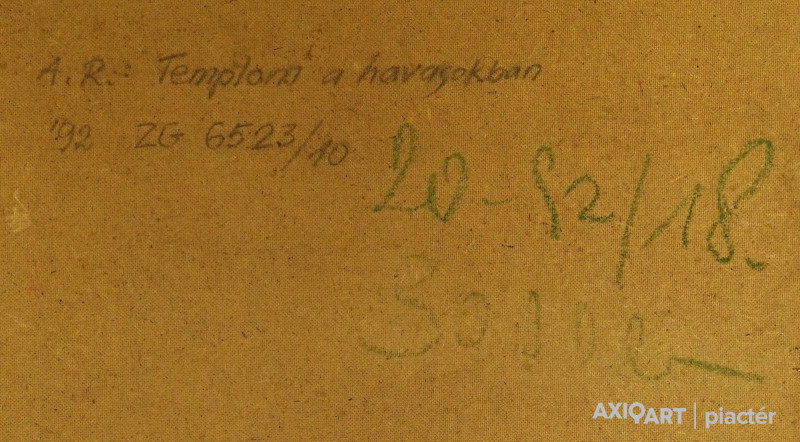 A.R.: Templom a havasokban
'92 ZG 6523/10
20-82/18.
AXIOART | piactér